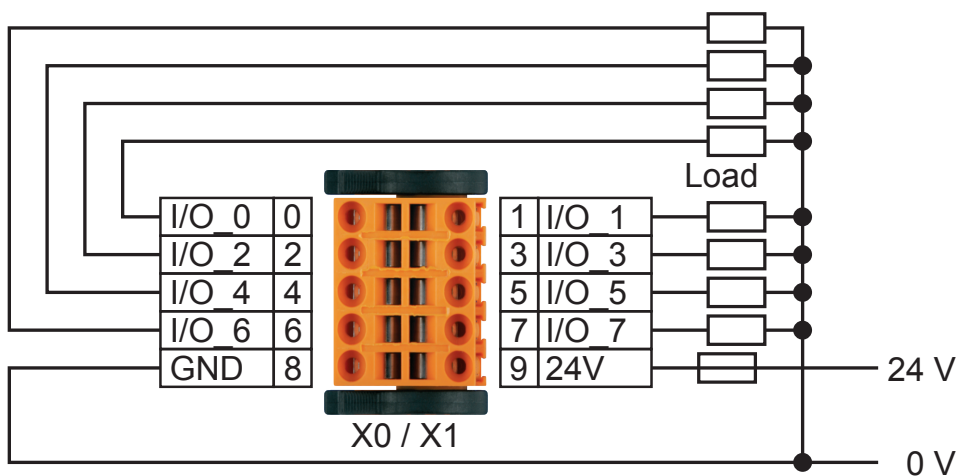 Load
I/O_0 0 1 I/O_1
I/O_2 2 3 I/O_3
I/O_4 4 5 I/O_5
I/O_6 6 7 I/O_7
GND 8 9 24V 24 V
X0 / X1
0 V